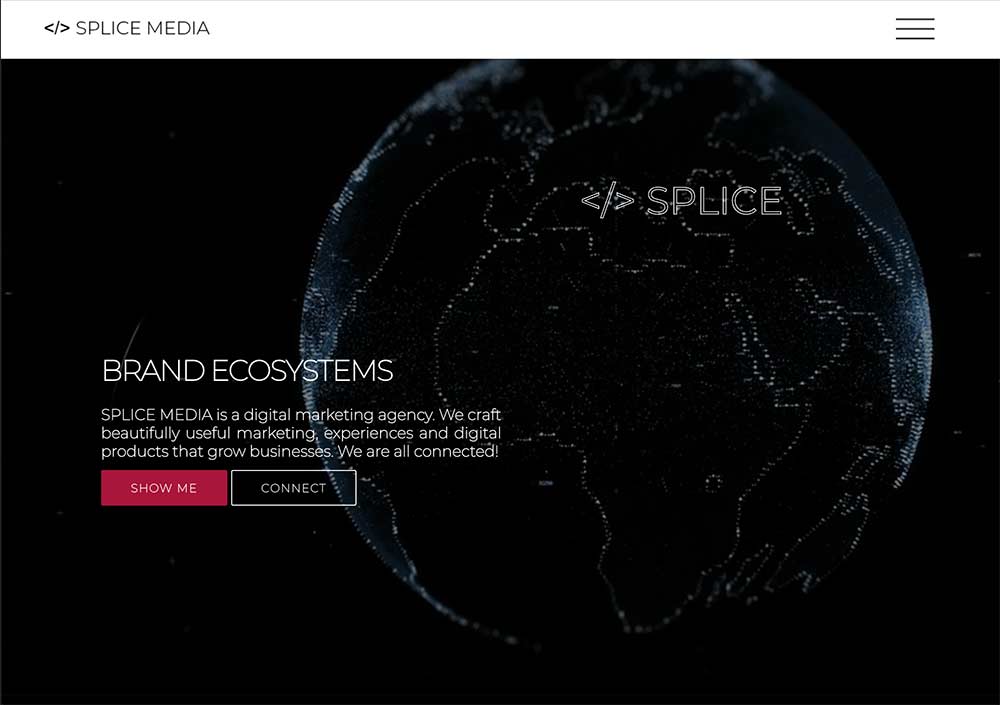 </> SPLICE MEDIA
</> SPLICE
BRAND ECOSYSTEMS
SPLICE MEDIA is a digital marketing agency. We craft
beautifully useful marketing, experiences and digital
products that grow businesses. We are all connected!
SHOW ME
CONNECT